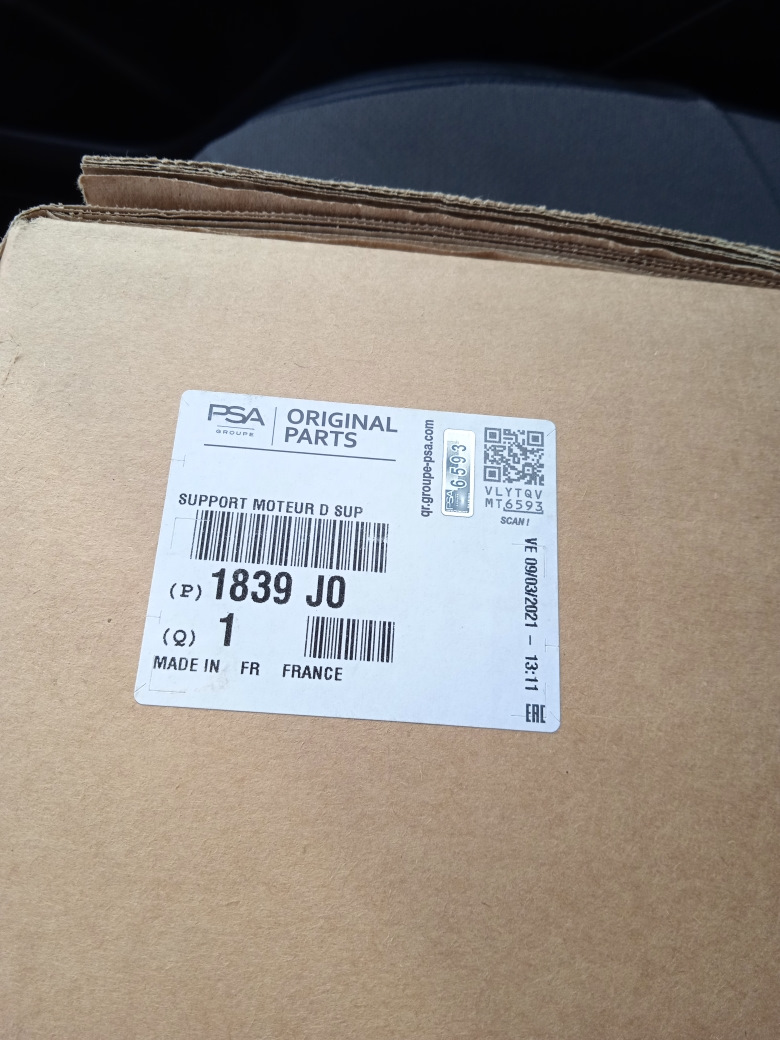 PSA
GROUPE
ORIGINAL
PARTS
qr.groupe-psa.com
PSA 6593
VLYTQV
MT6593
SCAN!
SUPPORT MOTEUR D SUP
(P) 1839 J0
(Q) 1
MADE IN FR FRANCE
VE 09/03/2021 - 13:11
EAC